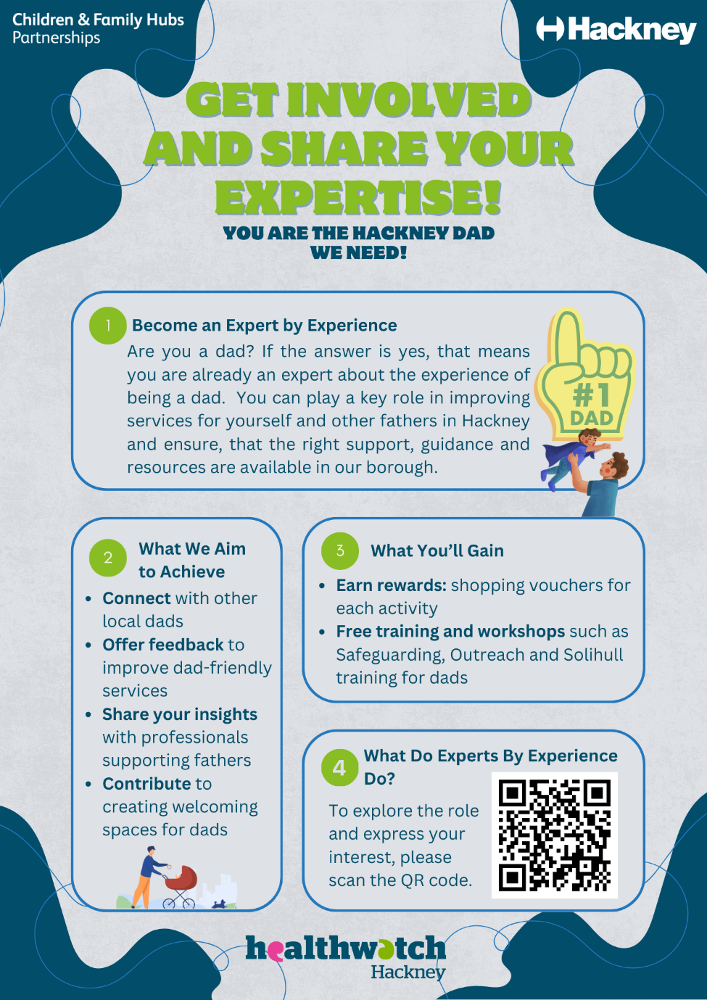 Children & Family Hubs
Partnerships
Hackney
GET INVOLVED
AND SHARE YOUR
EXPERTISE!
YOU ARE THE HACKNEY DAD
WE NEED!
1
Become an Expert by Experience
Are you a dad? If the answer is yes, that means
you are already an expert about the experience of
being a dad. You can play a key role in improving
services for yourself and other fathers in Hackney
and ensure, that the right support, guidance and
resources are available in our borough.
#1
DAD
2
What We Aim
to Achieve
• Connect with other
local dads
• Offer feedback to
improve dad-friendly
services
• Share your insights
with professionals
supporting fathers
• Contribute to
creating welcoming
spaces for dads
3
What You’ll Gain
• Earn rewards: shopping vouchers for
each activity
• Free training and workshops such as
Safeguarding, Outreach and Solihull
training for dads
4
What Do Experts By Experience
Do?
To explore the role
and express your
interest, please
scan the QR code.
healthwatch
Hackney